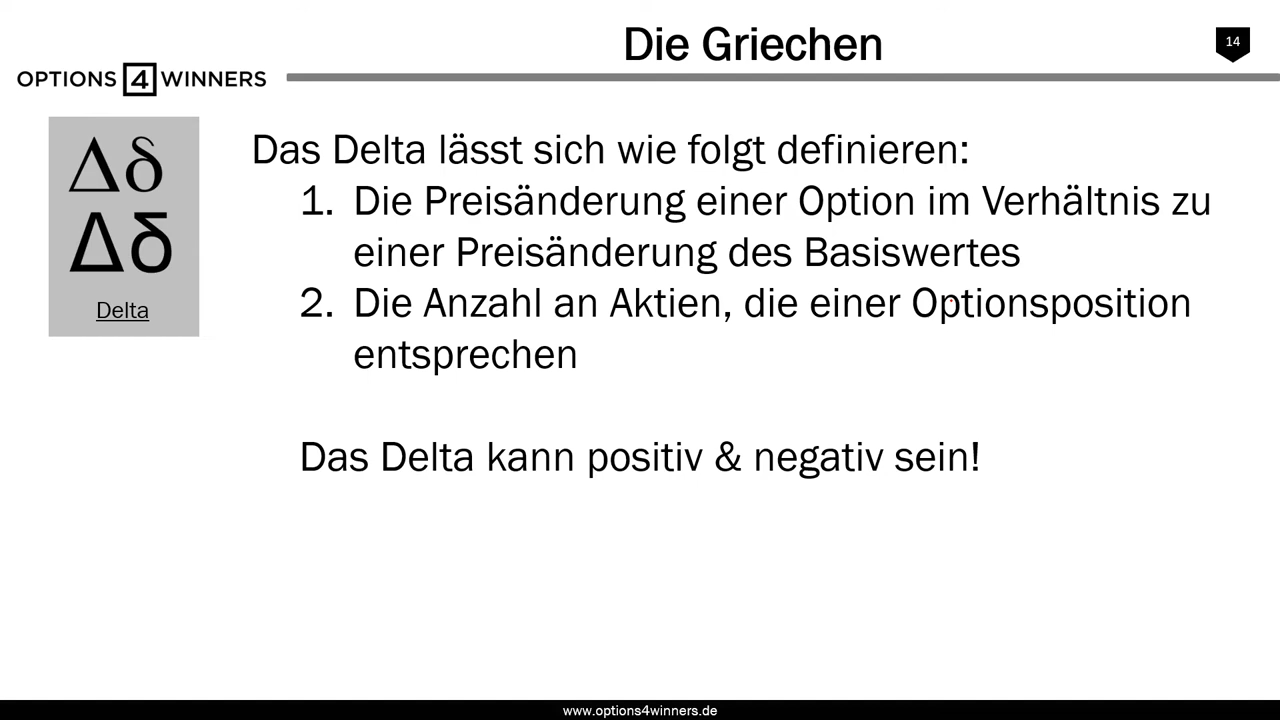 Die Griechen
14
OPTIONS 4 WINNERS
Δδ
Δδ
Delta
Das Delta lässt sich wie folgt definieren:
1. Die Preisänderung einer Option im Verhältnis zu
einer Preisänderung des Basiswertes
2. Die Anzahl an Aktien, die einer Optionsposition
entsprechen
Das Delta kann positiv & negativ sein!
www.options4winners.de